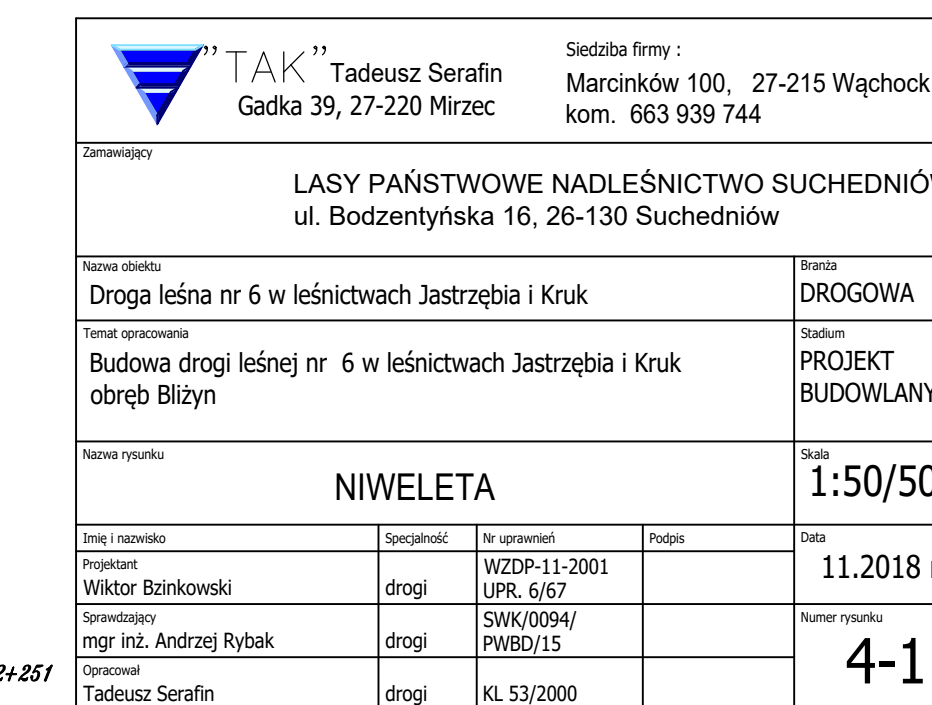 "TAK" Tadeusz Serafin
Gadka 39, 27-220 Mirzec
Siedziba firmy :
Marcinków 100, 27-215 Wąchock
kom. 663 939 744
Zamawiający
LASY PAŃSTWOWE NADLEŚNICTWO SUCHEDNIÓW
ul. Bodzentyńska 16, 26-130 Suchedniów
Nazwa obiektu
Droga leśna nr 6 w leśnictwach Jastrzębia i Kruk
Branża
DROGOWA
Temat opracowania
Budowa drogi leśnej nr 6 w leśnictwach Jastrzębia i Kruk
obręb Bliżyn
Stadium
PROJEKT
BUDOWLANY
Nazwa rysunku
NIWELETA
Skala
1:50/50
Imię i nazwisko
Specjalność
Nr uprawnień
Podpis
Data
11.2018
Projektant
Wiktor Bzinkowski
drogi
WZDP-11-2001
UPR. 6/67
Sprawdzający
mgr inż. Andrzej Rybak
drogi
SWK/0094/
PWBD/15
Numer rysunku
4-1
Opracował
Tadeusz Serafin
drogi
KL 53/2000
2+251